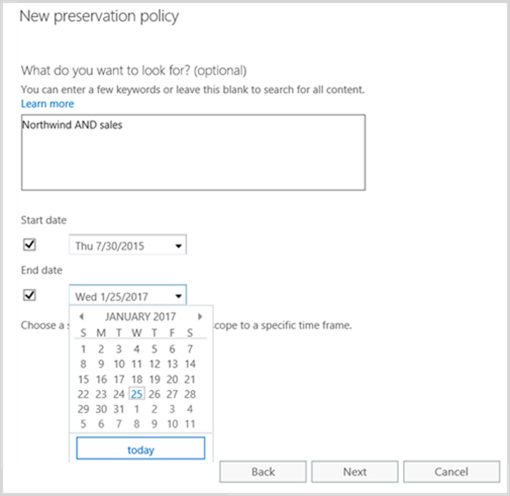 New preservation policy
What do you want to look for? (optional)
You can enter a few keywords or leave this blank to search for all content.
Learn more
Northwind AND sales
Start date
Thu 7/30/2015
End date
Wed 1/25/2017
JANUARY 2017
S M T W T F S
1 2 3 4 5 6 7
8 9 10 11 12 13 14
15 16 17 18 19 20 21
22 23 24 25 26 27 28
29 30 31 1 2 3 4
5 6 7 8 9 10 11
today
Choose a s cope to a specific time frame.
Back Next Cancel